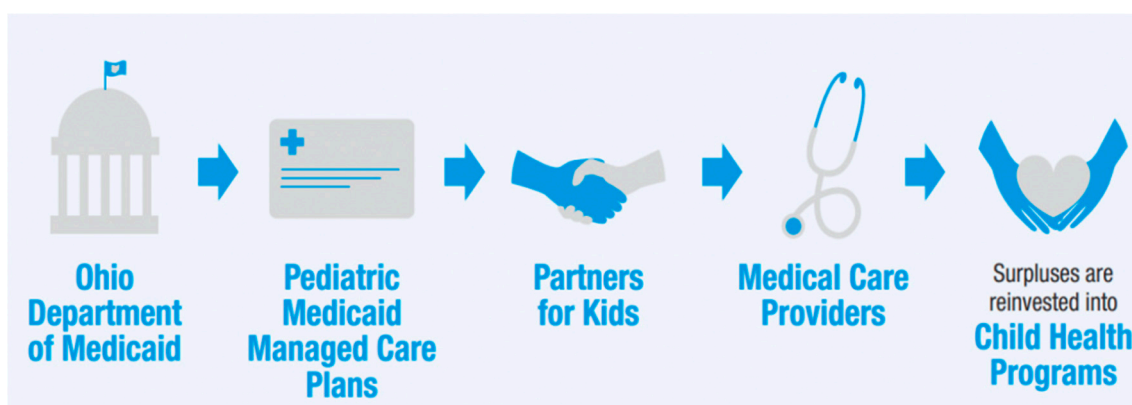 Ohio
Department
of Medicaid
Pediatric
Medicaid
Managed Care
Plans
Partners
for Kids
Medical Care
Providers
Surpluses are
reinvested into
Child Health
Programs